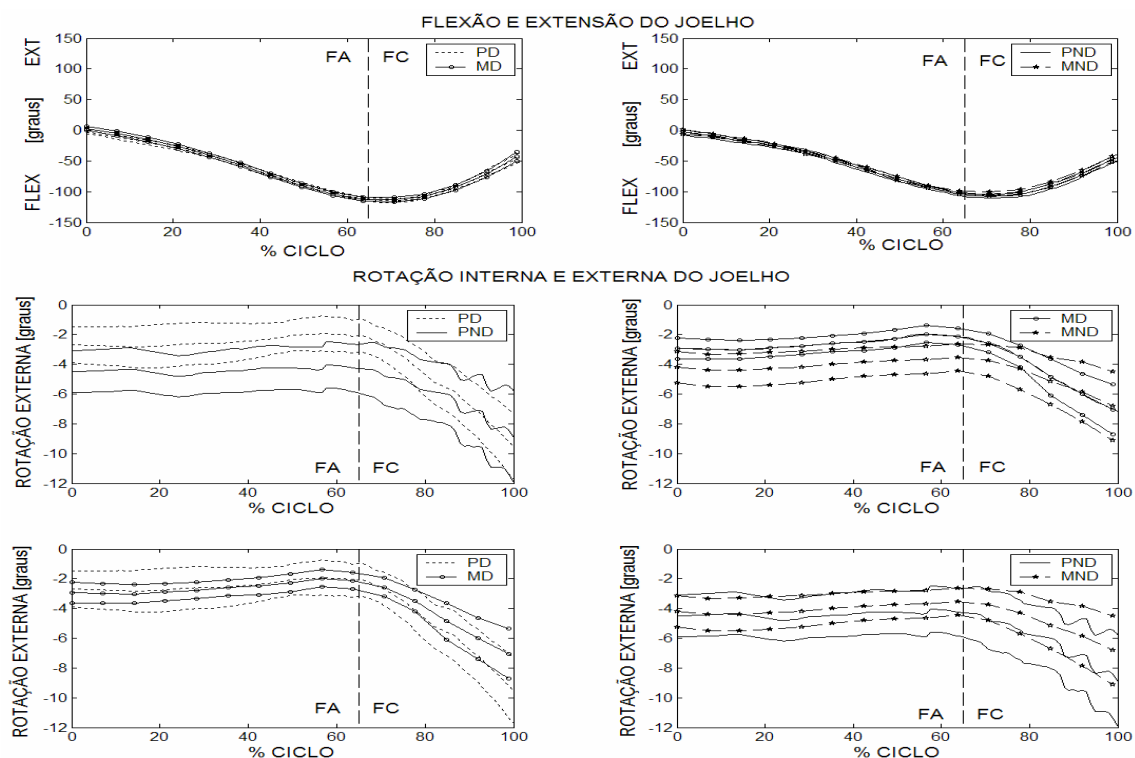 FLEXÃO E EXTENSÃO DO JOELHO
FLEX [graus] EXT
150
100
50
0
-50
-100
-150
FA FC
PD
MD
0 20 40 60 80 100
% CICLO
150
100
50
0
-50
-100
-150
FA FC
PND
MND
0 20 40 60 80 100
% CICLO
ROTAÇÃO INTERNA E EXTERNA DO JOELHO
ROTAÇÃO EXTERNA [graus]
0
-2
-4
-6
-8
-10
-12
PD
PND
FA FC
0 20 40 60 80 100
% CICLO
ROTAÇÃO EXTERNA [graus]
0
-2
-4
-6
-8
-10
-12
MD
MND
FA FC
0 20 40 60 80 100
% CICLO
ROTAÇÃO EXTERNA [graus]
0
-2
-4
-6
-8
-10
-12
PD
MD
FA FC
0 20 40 60 80 100
% CICLO
ROTAÇÃO EXTERNA [graus]
0
-2
-4
-6
-8
-10
-12
PND
MND
FA FC
0 20 40 60 80 100
% CICLO